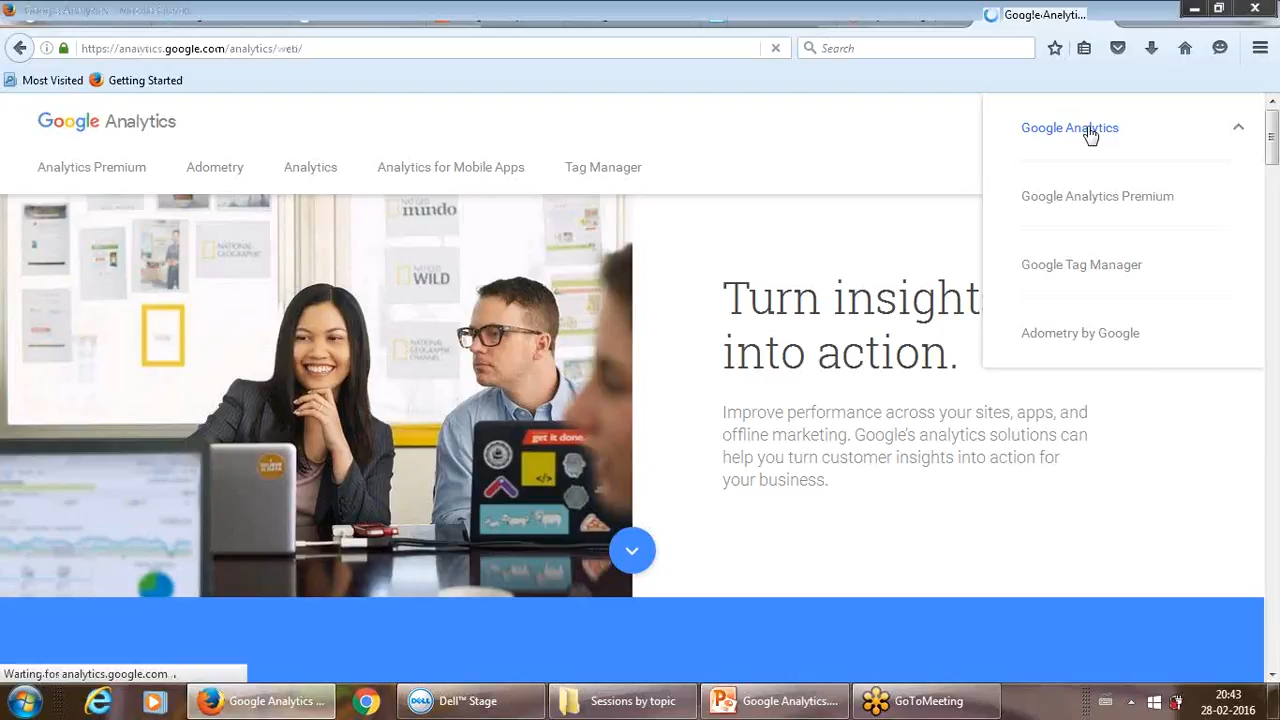 Google Analyti...
https://analytics.google.com/analytics/web/
Search
Most Visited
Getting Started
Google Analytics
Analytics Premium
Adometry
Analytics
Analytics for Mobile Apps
Tag Manager
Google Analytics
Google Analytics Premium
Google Tag Manager
Adometry by Google
mundo
NATIONAL GEOGRAPHIC
WILD
Turn insight
into action.
Improve performance across your sites, apps, and
offline marketing. Google's analytics solutions can
help you turn customer insights into action for
your business.
get it done.
Waiting for analytics.google.com...
Google Analytics ...
Dell™ Stage
Sessions by topic
Google Analytics....
GoToMeeting
20:43
28-02-2016